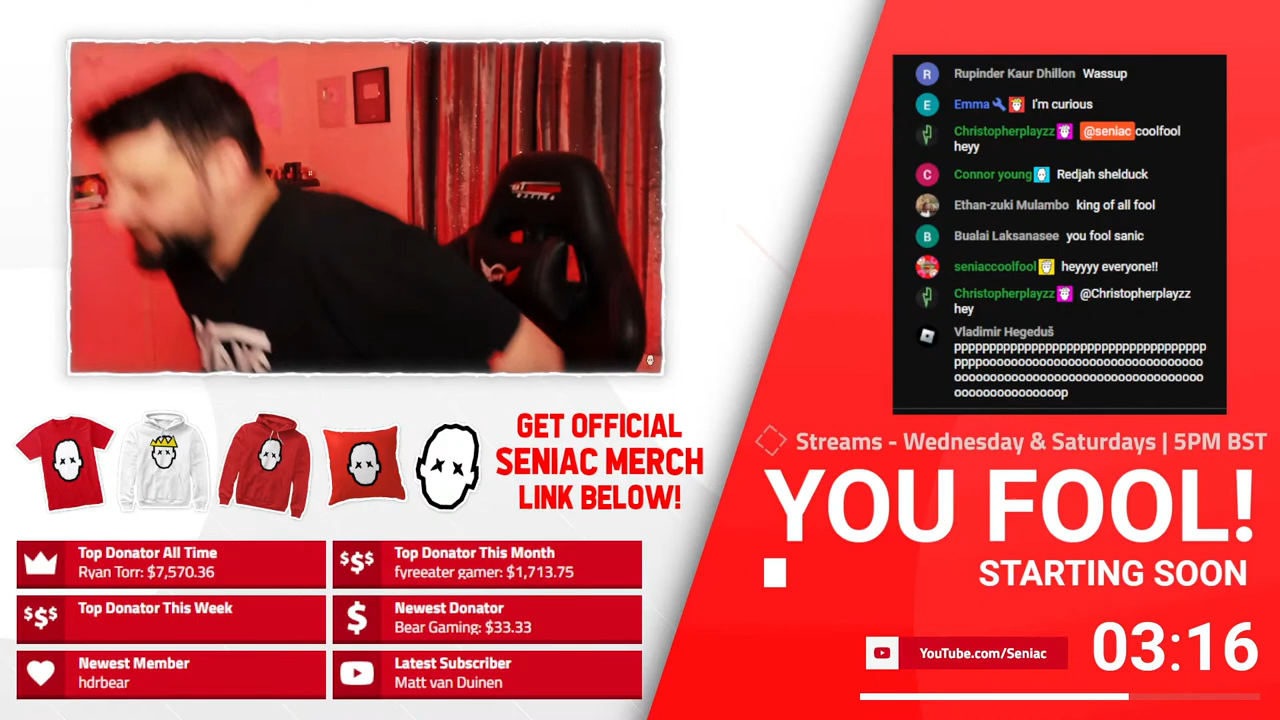 Rupinder Kaur Dhillon Wassup
Emma I'm curious
Christopherplayzz @seniac coolfool
heyy
Connor young Redjah shelduck
Ethan-zuki Mulambo king of all fool
Bualai Laksanasee you fool sanic
seniaccoolfool heyyyy everyone!!
Christopherplayzz @Christopherplayzz
hey
Vladimir Hegeduš
GET OFFICIAL
SENIAC MERCH
LINK BELOW!
Top Donator All Time
Ryan Torr: $7,570.36
$$$
Top Donator This Month
fyreeater gamer: $1,713.75
$$$
Top Donator This Week
$
Newest Donator
Bear Gaming: $33.33
Newest Member
hdrbear
Latest Subscriber
Matt van Duinen
Streams - Wednesday & Saturdays | 5PM BST
YOU FOOL!
STARTING SOON
YouTube.com/Seniac
03:16